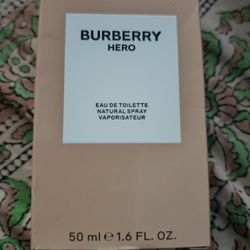 BURBERRY
HERO
EAU DE TOILETTE
NATURAL SPRAY
VAPORISATEUR
50 ml ℮ 1.6 FL. OZ.